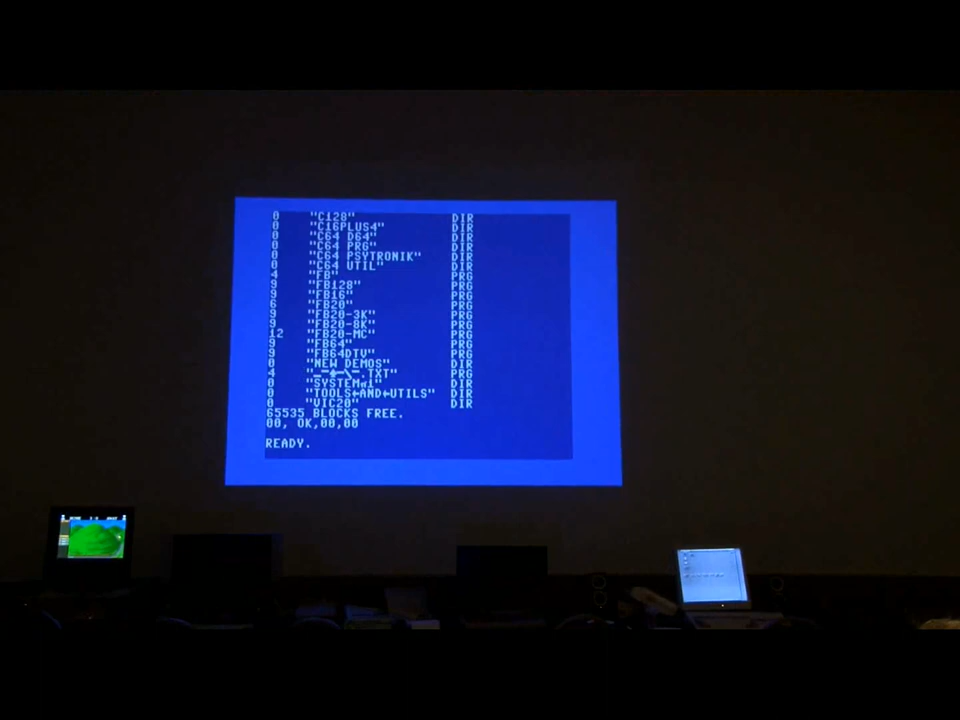 0 "C128" DIR
0 "C16PLUS4" DIR
0 "C64 D64" DIR
0 "C64 PRG" DIR
0 "C64 PSYTRONIK" DIR
0 "C64 UTIL" DIR
4 "FB" PRG
9 "FB128" PRG
9 "FB16" PRG
6 "FB20" PRG
9 "FB20-3K" PRG
9 "FB20-8K" PRG
12 "FB20-MC" PRG
9 "FB64" PRG
9 "FB64DTV" PRG
0 "NEW DEMOS" DIR
4 .TXT" PRG
0 DIR
0 "TOOLS←AND←UTILS" DIR
0 "VIC20" DIR
65535 BLOCKS FREE.
00, OK,00,00
READY.